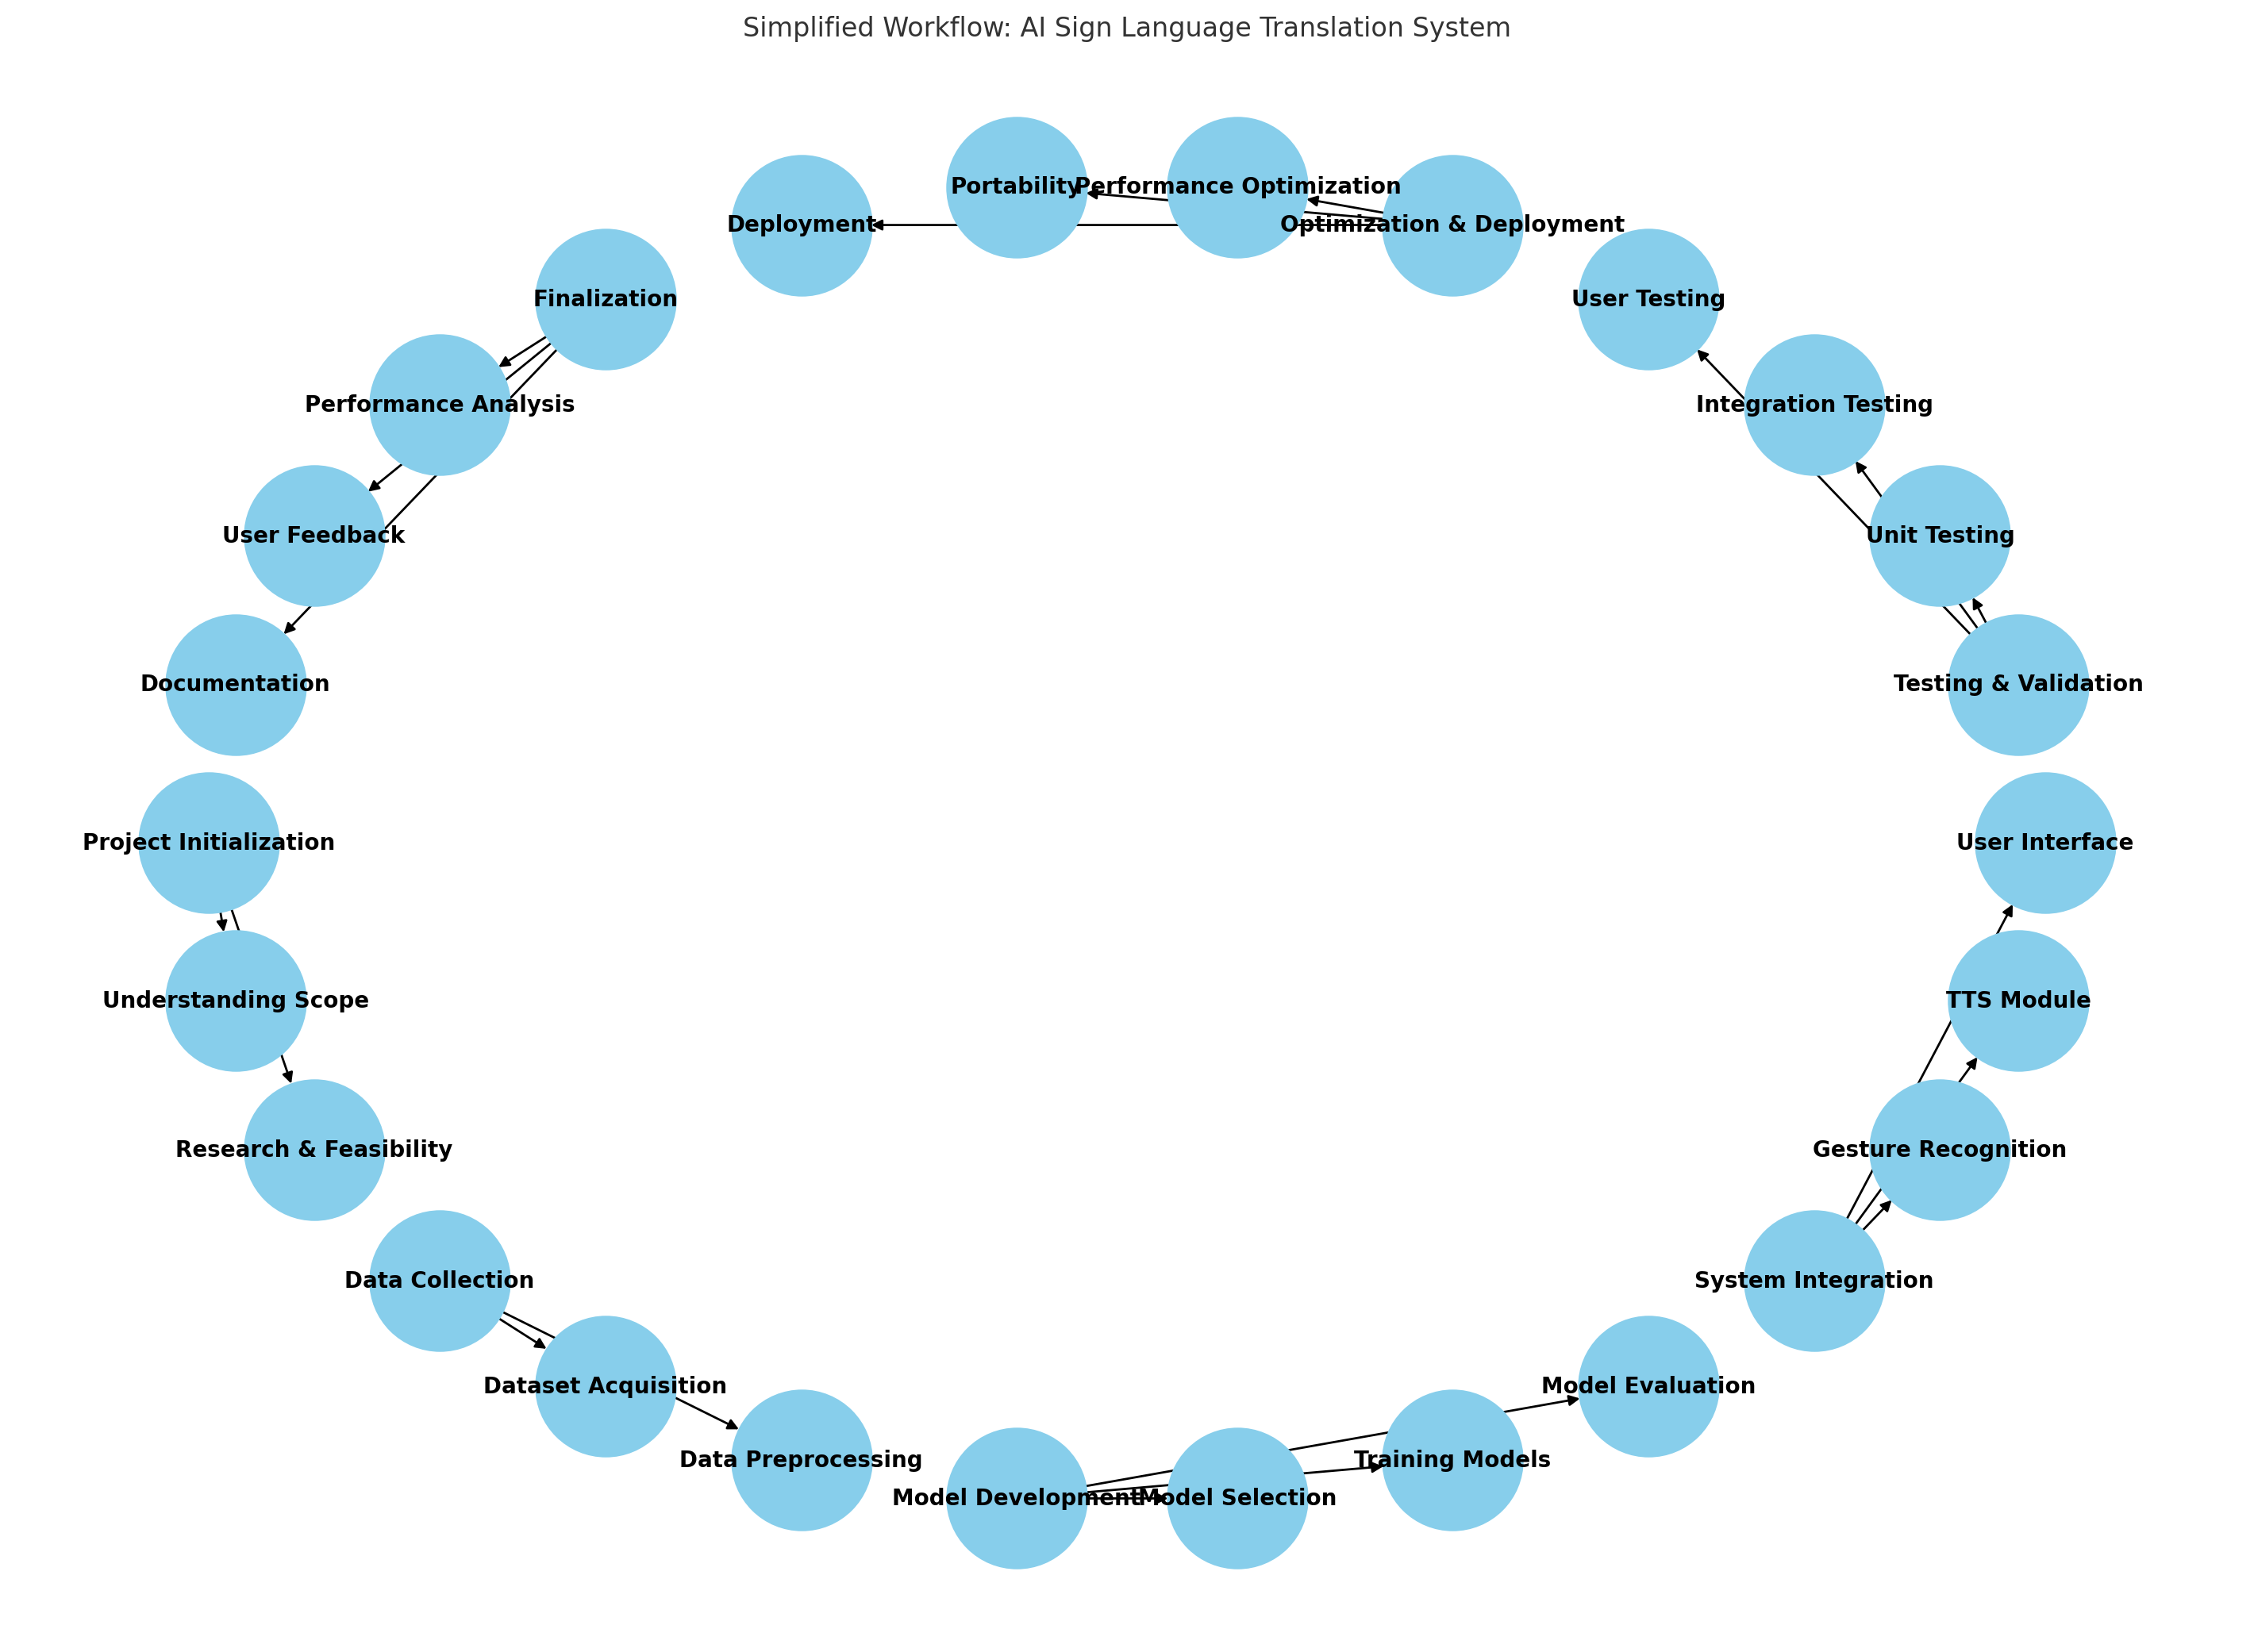 Simplified Workflow: AI Sign Language Translation System
Portability
Performance Optimization
Deployment
Optimization & Deployment
Finalization
User Testing
Performance Analysis
Integration Testing
User Feedback
Unit Testing
Documentation
Testing & Validation
Project Initialization
User Interface
Understanding Scope
TTS Module
Research & Feasibility
Gesture Recognition
Data Collection
System Integration
Dataset Acquisition
Model Evaluation
Data Preprocessing
Training Models
Model Development
Model Selection